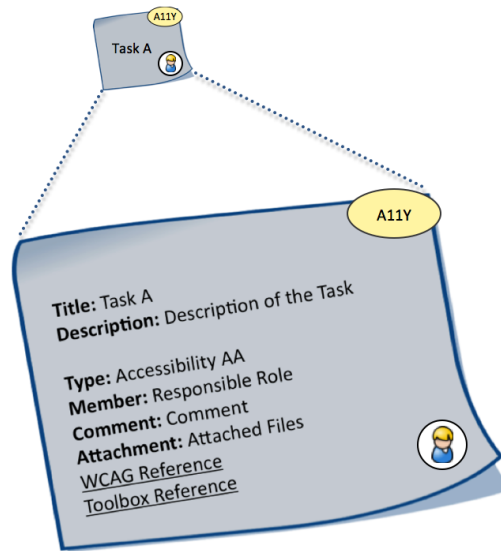 A11Y
Task A
A11Y
Title: Task A
Description: Description of the Task
Type: Accessibility AA
Member: Responsible Role
Comment: Comment
Attachment: Attached Files
WCAG Reference
Toolbox Reference